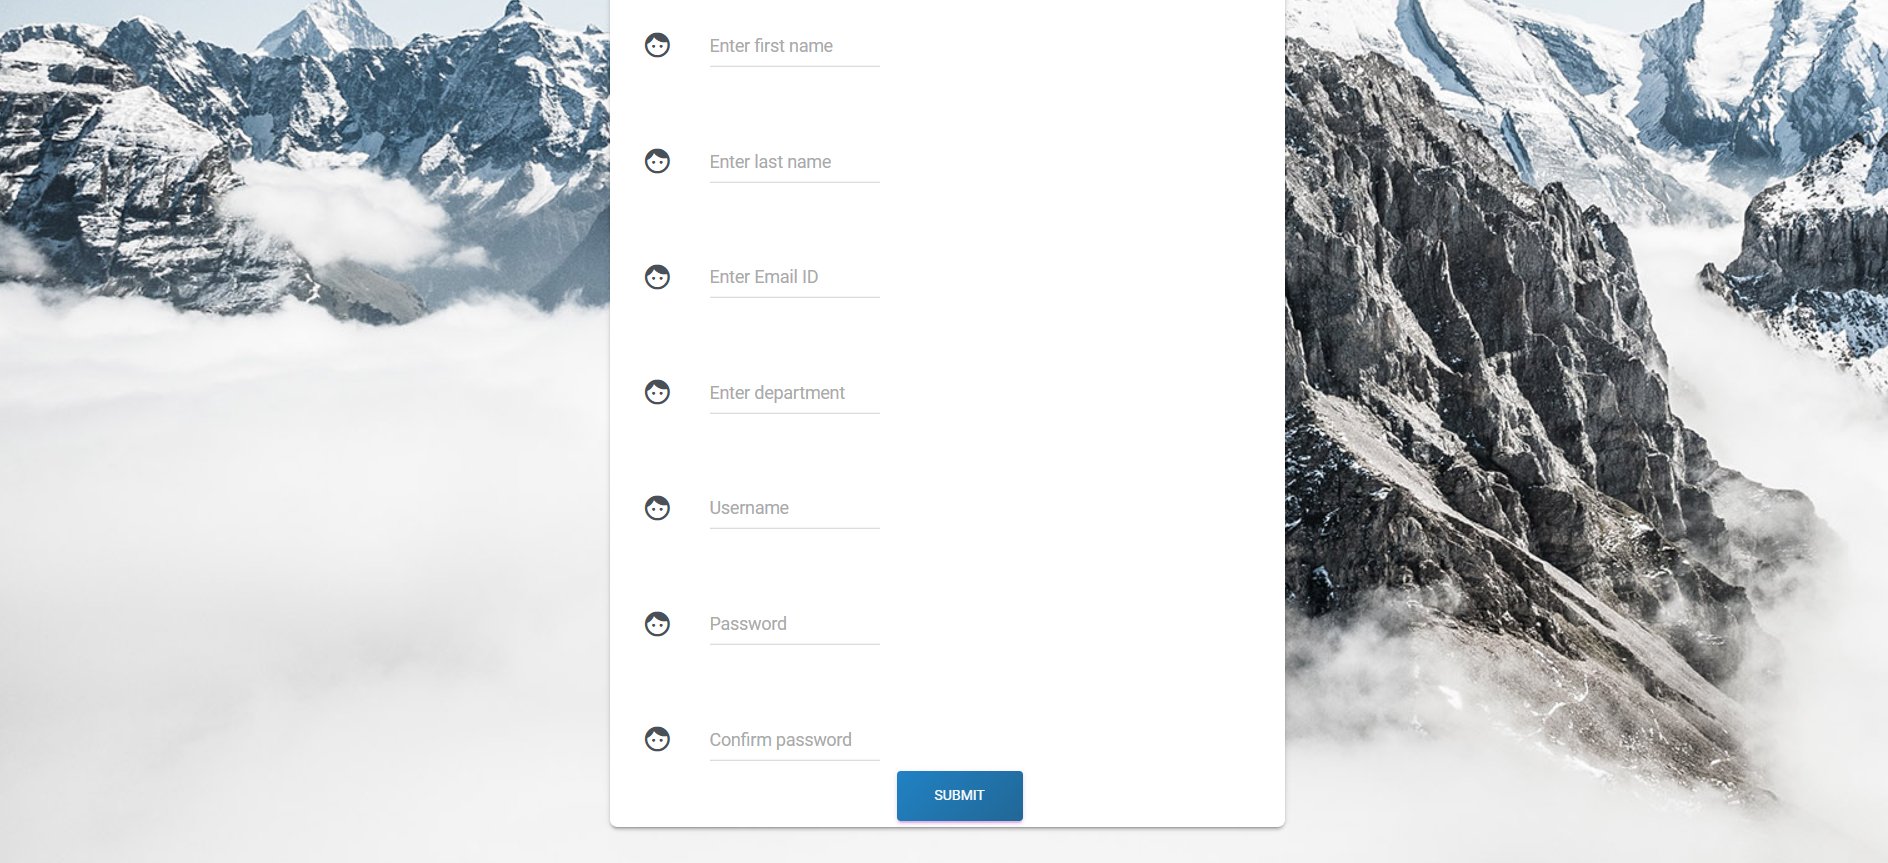 Enter first name
Enter last name
Enter Email ID
Enter department
Username
Password
Confirm password
SUBMIT